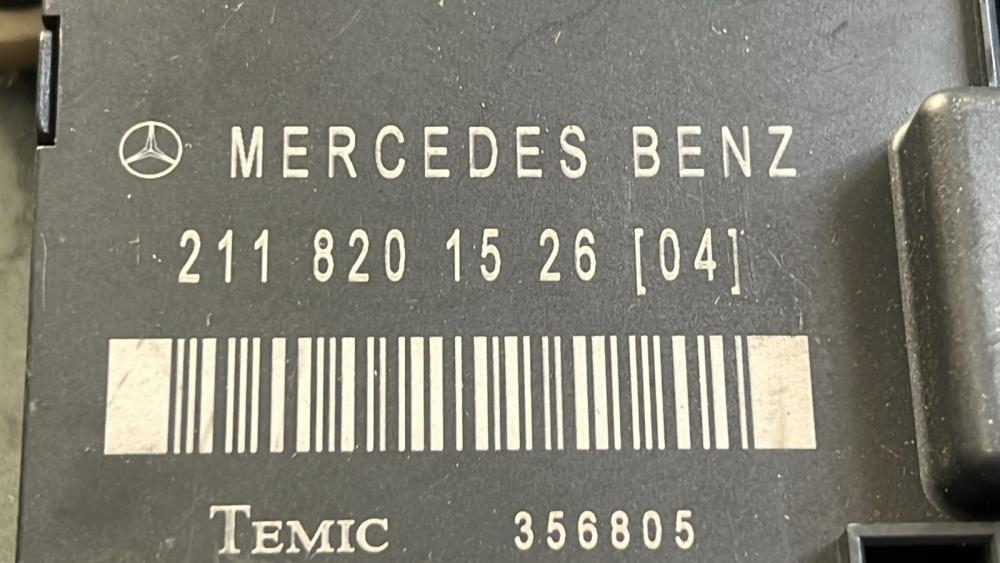 MERCEDES BENZ
211 820 15 26 [04]
TEMIC 356805